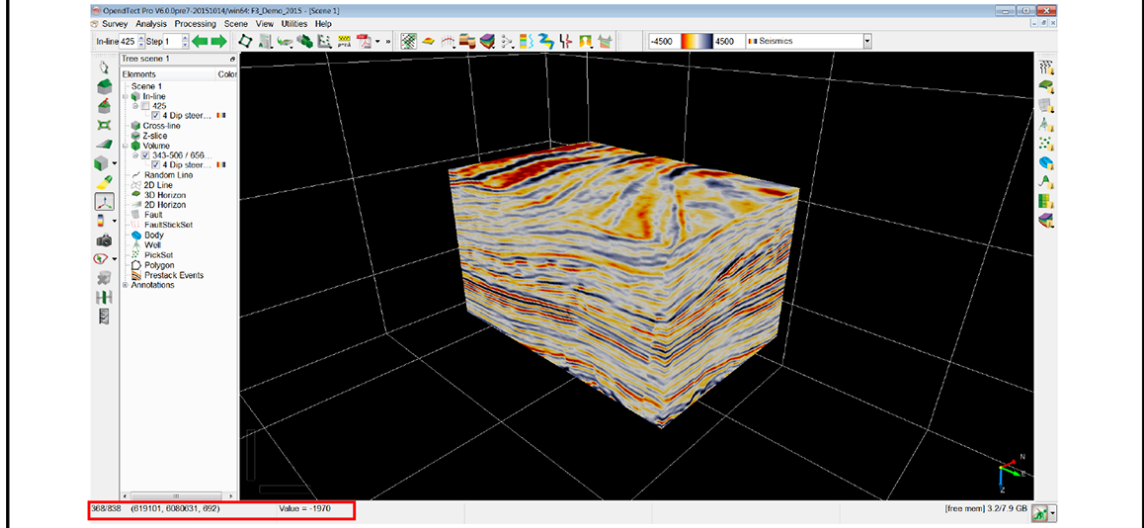 OpendTect Pro V6.0.0pre7-20151014/win64: F3_Demo_2015 - [Scene 1]
Survey Analysis Processing Scene View Utilities Help
In-line 425 Step 1 » -4500 4500 Seismics
Tree scene 1
Elements Color
Scene 1
In-line
425
4 Dip steer...
Cross-line
Z-slice
Volume
343-506 / 656...
4 Dip steer...
Random Line
2D Line
3D Horizon
2D Horizon
Fault
FaultStickSet
Body
Well
PickSet
Polygon
Prestack Events
Annotations
N
E
Z
368/838 (619101, 6080631, 692) Value = -1970 [free mem] 3.2/7.9 GB